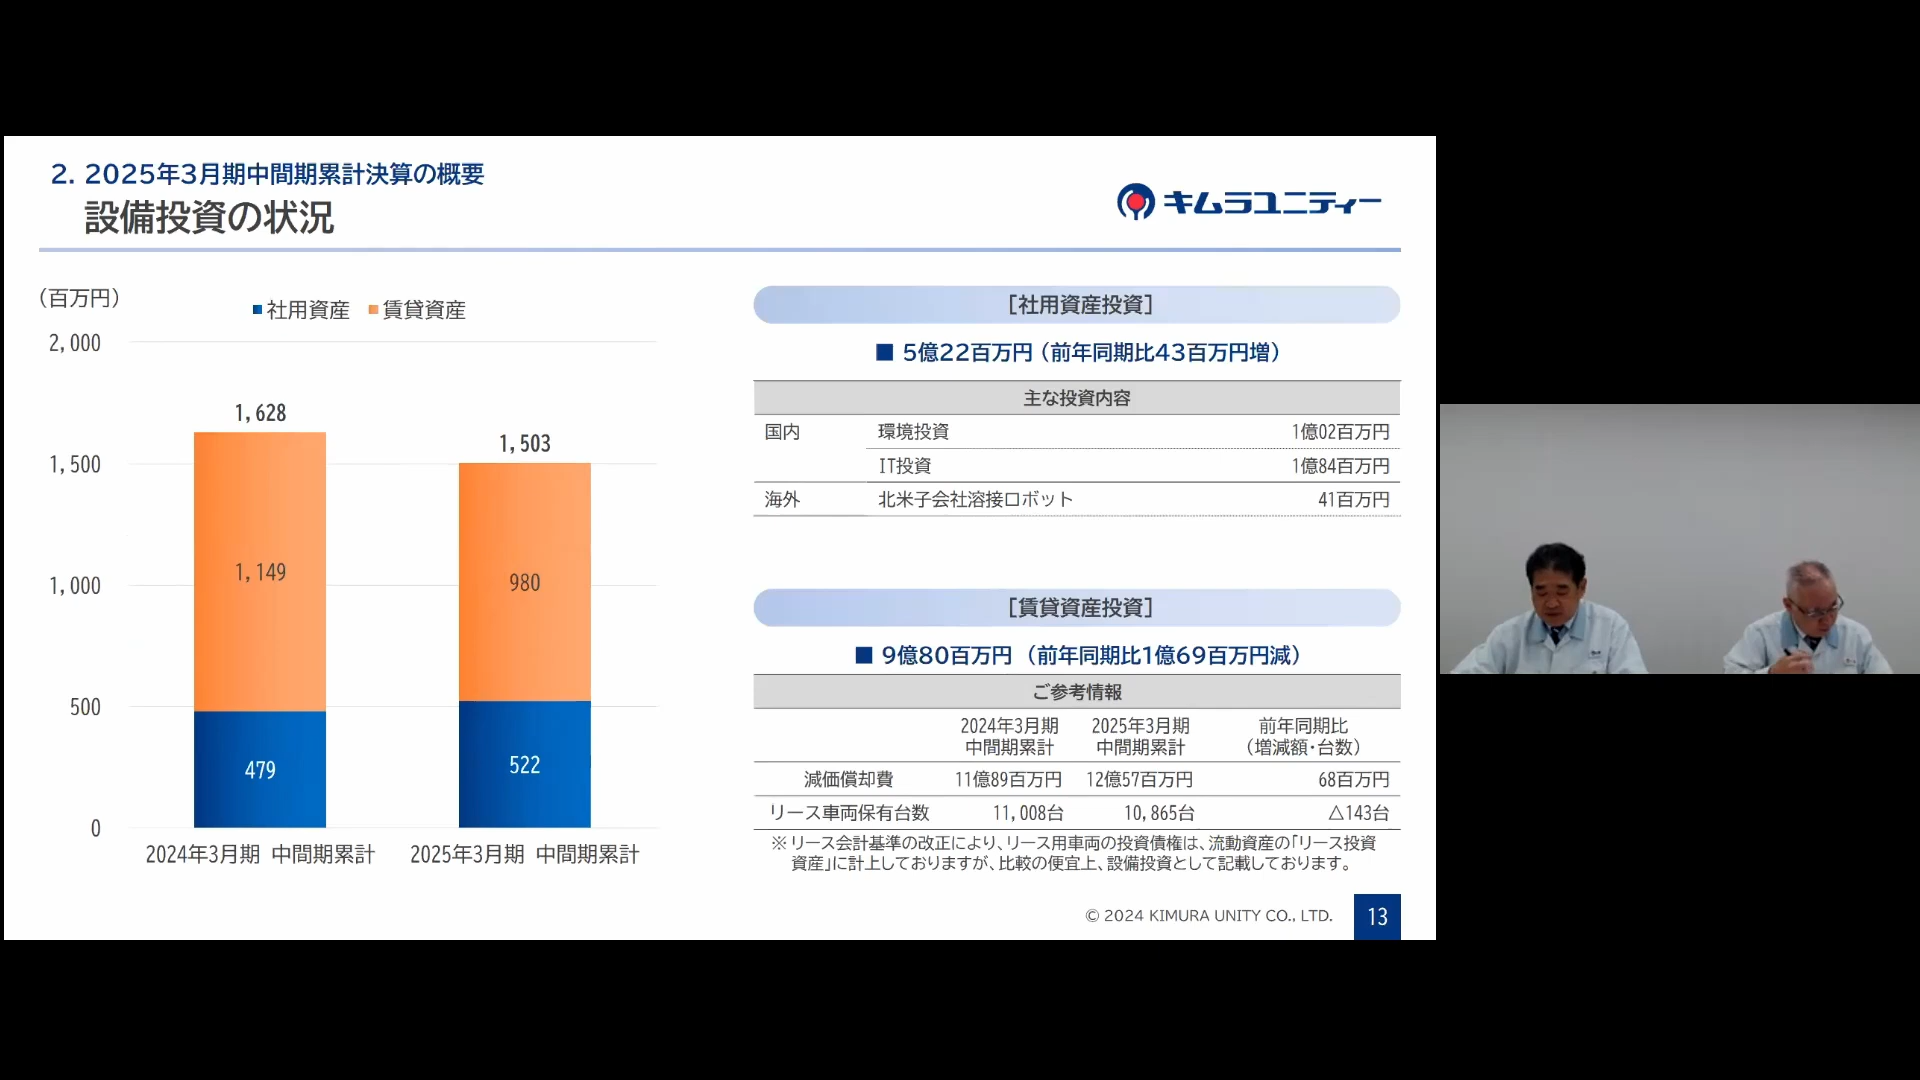 2. 2025年3月期中間期累計決算の概要
設備投資の状況
キムラユニティー
（百万円）
社用資産 賃貸資産
2,000
1,500
1,000
500
0
1,628
1,149
479
1,503
980
522
2024年3月期 中間期累計
2025年3月期 中間期累計
［社用資産投資］
■ 5億22百万円（前年同期比43百万円増）
主な投資内容
国内 環境投資 1億02百万円
IT投資 1億84百万円
海外 北米子会社溶接ロボット 41百万円
［賃貸資産投資］
■ 9億80百万円（前年同期比1億69百万円減）
ご参考情報
2024年3月期 2025年3月期 前年同期比
中間期累計 中間期累計 （増減額・台数）
減価償却費 11億89百万円 12億57百万円 68百万円
リース車両保有台数 11,008台 10,865台 △143台
※リース会計基準の改正により、リース用車両の投資債権は、流動資産の「リース投資
資産」に計上しておりますが、比較の便宜上、設備投資として記載しております。
© 2024 KIMURA UNITY CO., LTD.
13